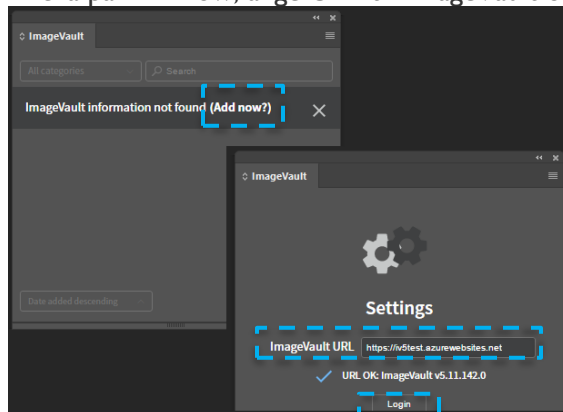 ImageVault
All categories
Search
ImageVault information not found (Add now?)
Date added descending
ImageVault
Settings
ImageVault URL https://iv5test.azurewebsites.net
URL OK: ImageVault v5.11.142.0
Login